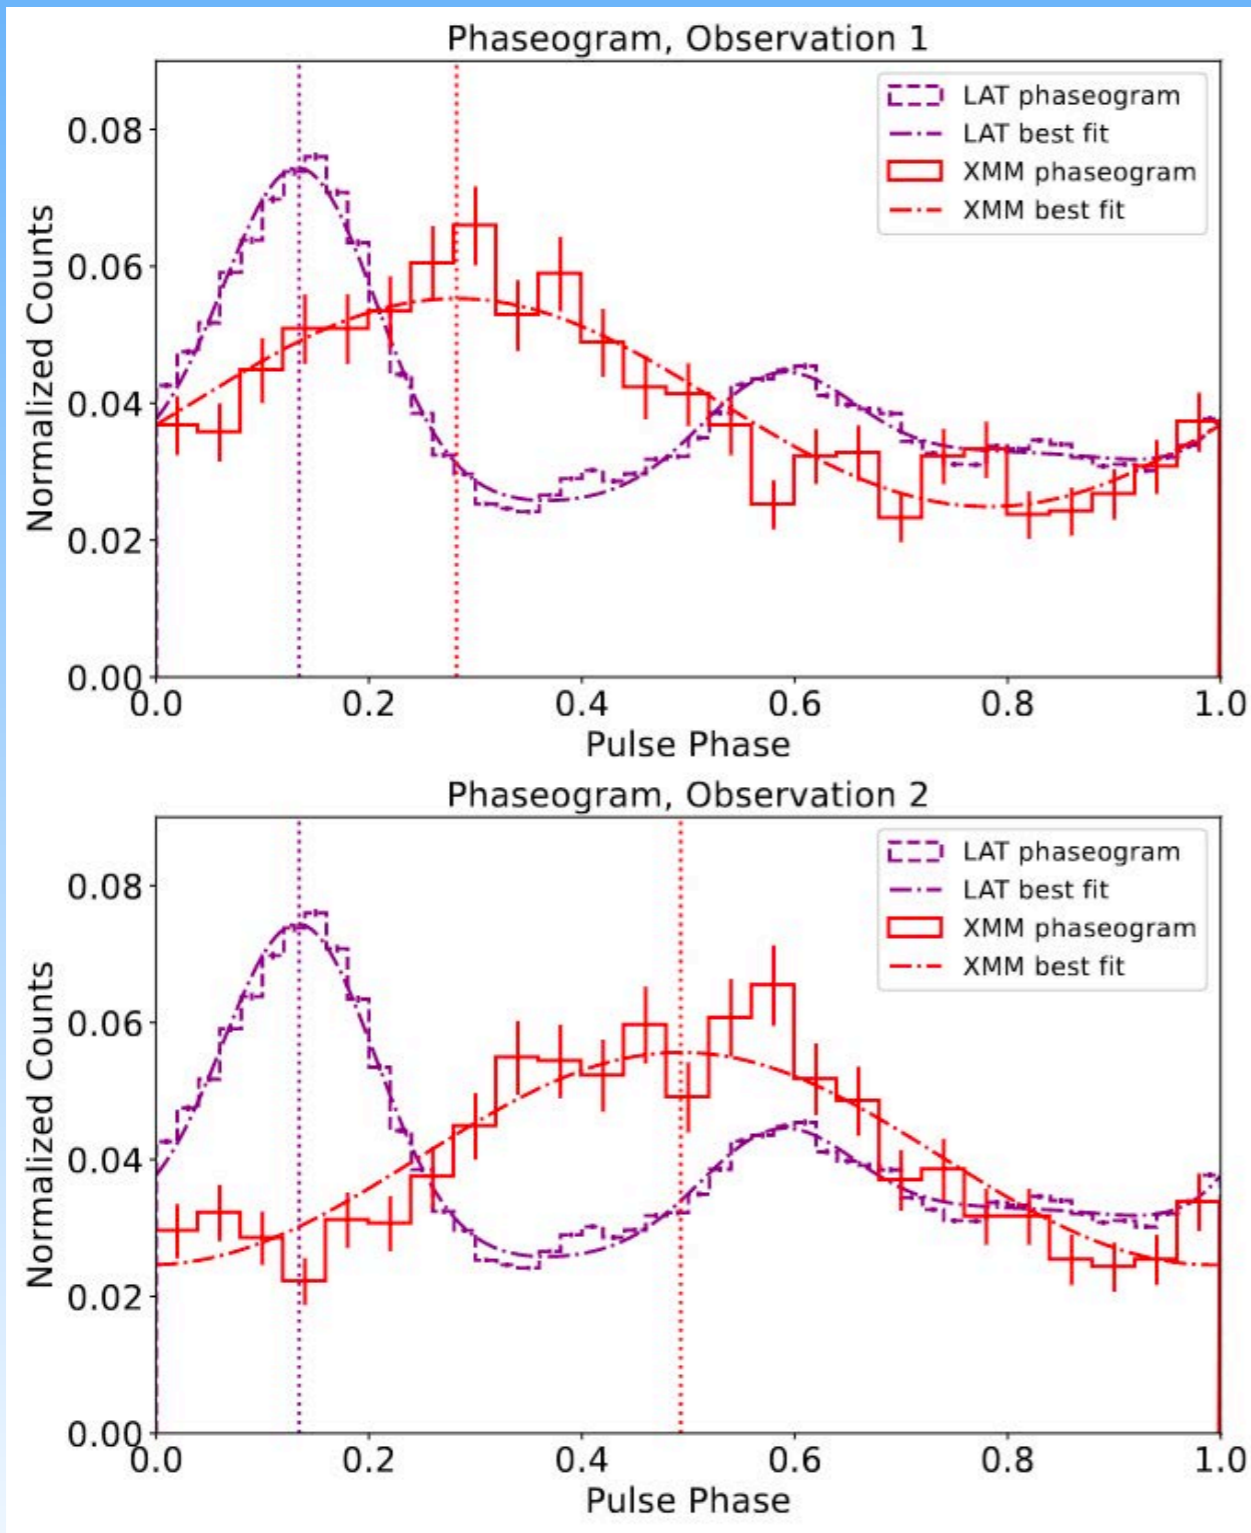 Phaseogram, Observation 1
LAT phaseogram
LAT best fit
XMM phaseogram
XMM best fit
Normalized Counts
0.08
0.06
0.04
0.02
0.00
0.0 0.2 0.4 0.6 0.8 1.0
Pulse Phase
Phaseogram, Observation 2
LAT phaseogram
LAT best fit
XMM phaseogram
XMM best fit
Normalized Counts
0.08
0.06
0.04
0.02
0.00
0.0 0.2 0.4 0.6 0.8 1.0
Pulse Phase